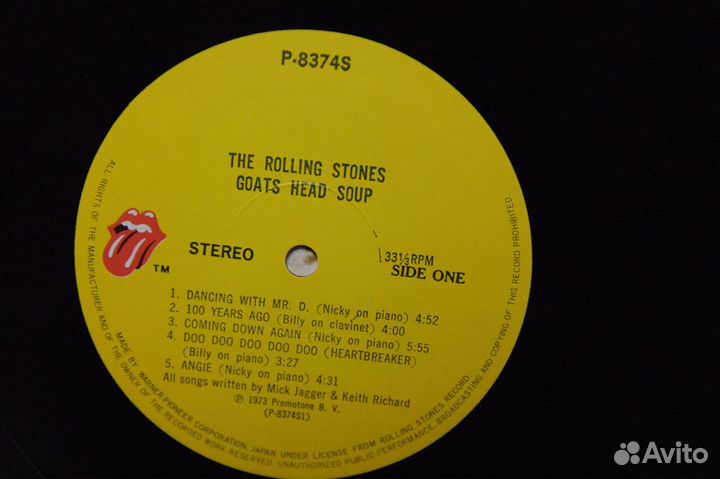 P-8374S
THE ROLLING STONES
GOATS HEAD SOUP
STEREO
33⅓RPM
SIDE ONE
TM
1. DANCING WITH MR. D. (Nicky on piano) 4:52
2. 100 YEARS AGO (Billy on clavinet) 4:00
3. COMING DOWN AGAIN (Nicky on piano) 5:55
4. DOO DOO DOO DOO DOO (HEARTBREAKER)
(Billy on piano) 3:27
5. ANGIE (Nicky on piano) 4:31
All songs written by Mick Jagger & Keith Richard
Ⓟ 1973 Promotone B. V.
(P-8374S1)
MADE BY WARNER-PIONEER CORPORATION, JAPAN UNDER LICENSE FROM ROLLING STONES RECORD.
ALL RIGHTS OF THE MANUFACTURER AND OF THE OWNER OF THE RECORDED WORK RESERVED. UNAUTHORIZED PUBLIC PERFORMANCE, BROADCASTING AND COPYING OF THIS RECORD PROHIBITED.
Avito